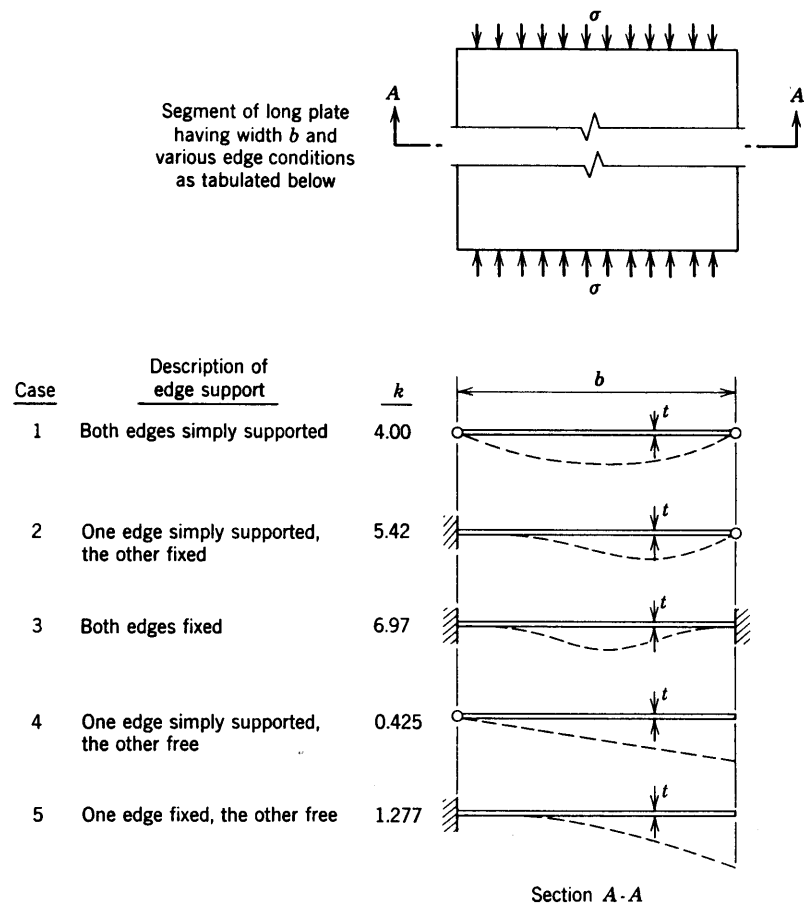 σ
A
A
Segment of long plate
having width b and
various edge conditions
as tabulated below
σ
Case
Description of
edge support
k
b
1 Both edges simply supported 4.00
t
2 One edge simply supported, 5.42
the other fixed
t
3 Both edges fixed 6.97
t
4 One edge simply supported, 0.425
the other free
t
5 One edge fixed, the other free 1.277
t
Section A-A